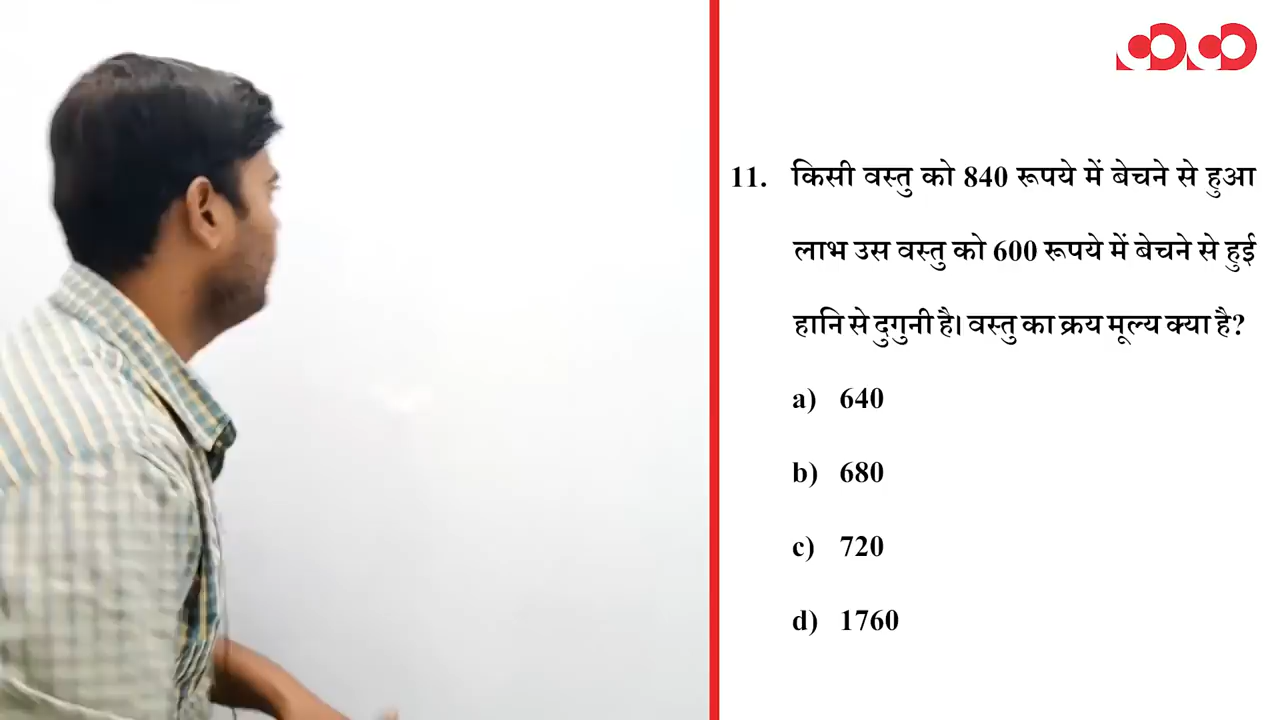 11. किसी वस्तु को 840 रूपये में बेचने से हुआ
लाभ उस वस्तु को 600 रूपये में बेचने से हुई
हानि से दुगुनी है। वस्तु का क्रय मूल्य क्या है?
a) 640
b) 680
c) 720
d) 1760